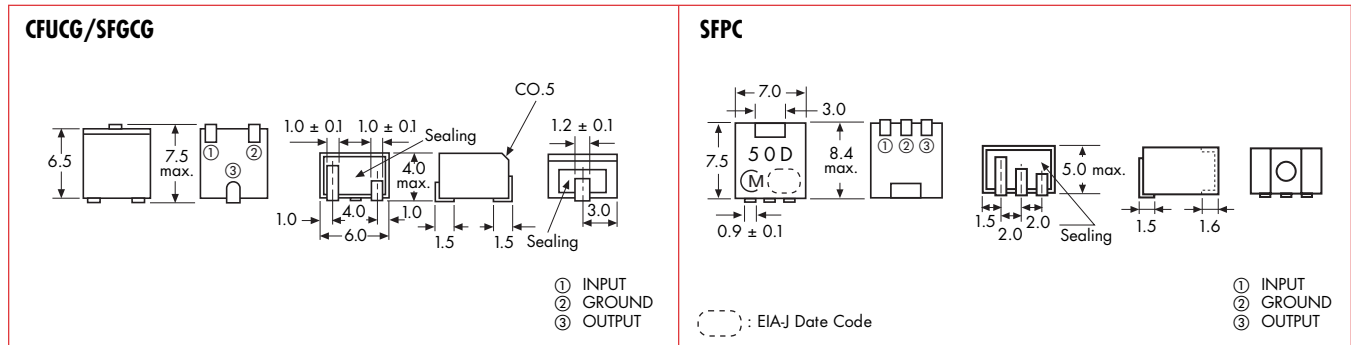 CFUCG/SFGCG
CO.5
1.0 ± 0.1
1.0 ± 0.1
Sealing
1.2 ± 0.1
6.5
7.5
max.
① ②
③
4.0
max.
1.0
4.0
1.0
6.0
1.5
1.5
Sealing
3.0
① INPUT
② GROUND
③ OUTPUT
SFPC
7.0
3.0
7.5
50D
M
8.4
max.
① ② ③
0.9 ± 0.1
5.0 max.
1.5
2.0
2.0
Sealing
1.5
1.6
: EIA-J Date Code
① INPUT
② GROUND
③ OUTPUT